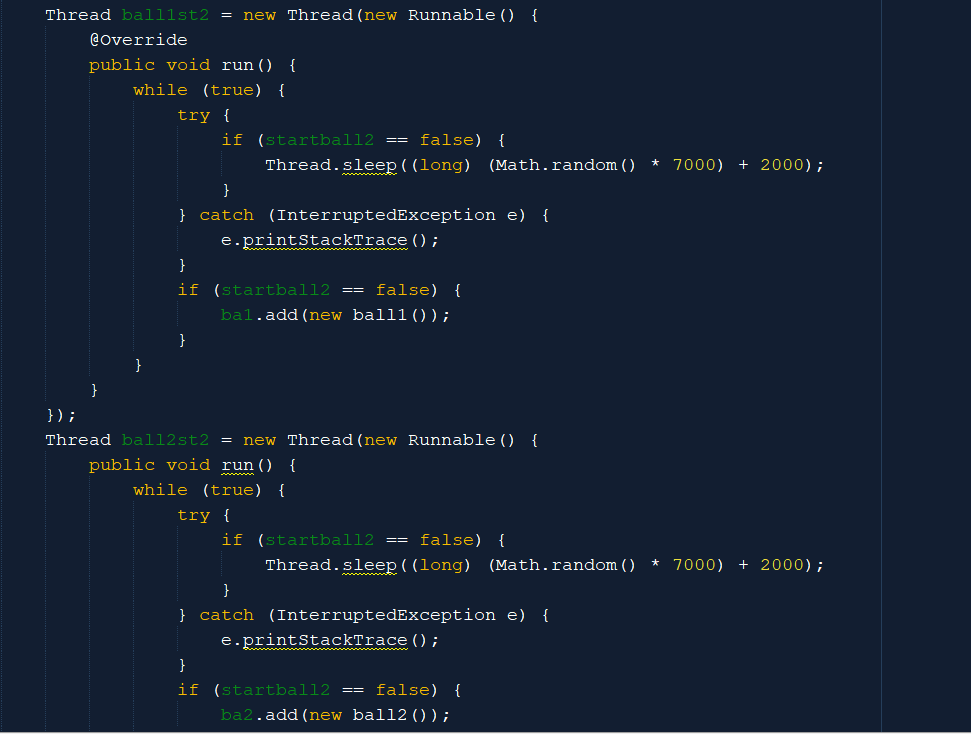 Thread ball1st2 = new Thread(new Runnable() {
@Override
public void run() {
while (true) {
try {
if (startball2 == false) {
Thread.sleep((long) (Math.random() * 7000) + 2000);
}
} catch (InterruptedException e) {
e.printStackTrace();
}
if (startball2 == false) {
ba1.add(new ball1());
}
}
}
});
Thread ball2st2 = new Thread(new Runnable() {
public void run() {
while (true) {
try {
if (startball2 == false) {
Thread.sleep((long) (Math.random() * 7000) + 2000);
}
} catch (InterruptedException e) {
e.printStackTrace();
}
if (startball2 == false) {
ba2.add(new ball2());